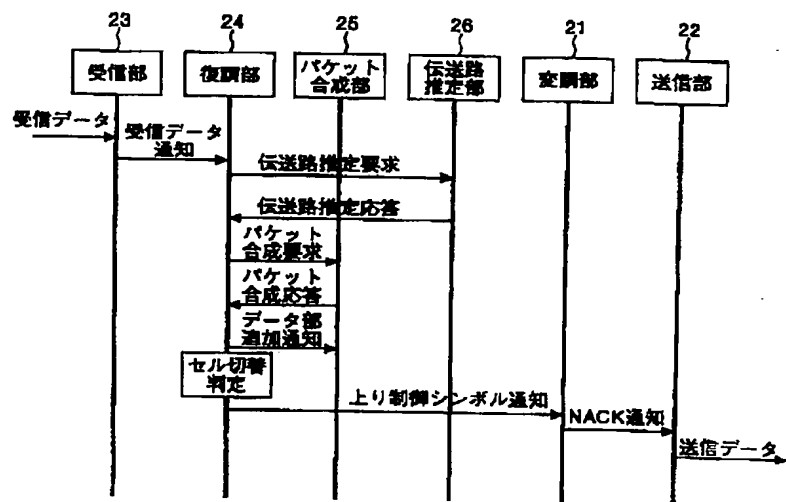 23
24
25
26
21
22
受信部
復調部
パケット
合成部
伝送路
推定部
変調部
送信部
受信データ
受信データ
通知
伝送路推定要求
伝送路推定応答
パケット
合成要求
パケット
合成応答
データ部
追加通知
セル切替
判定
上り制御シンボル通知
NACK通知
送信データ